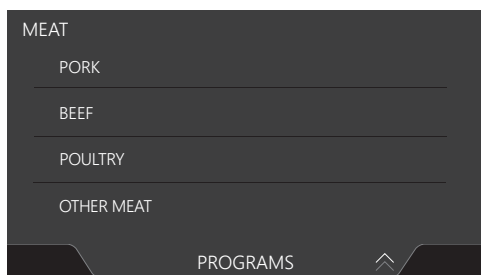 MEAT
PORK
BEEF
POULTRY
OTHER MEAT
PROGRAMS